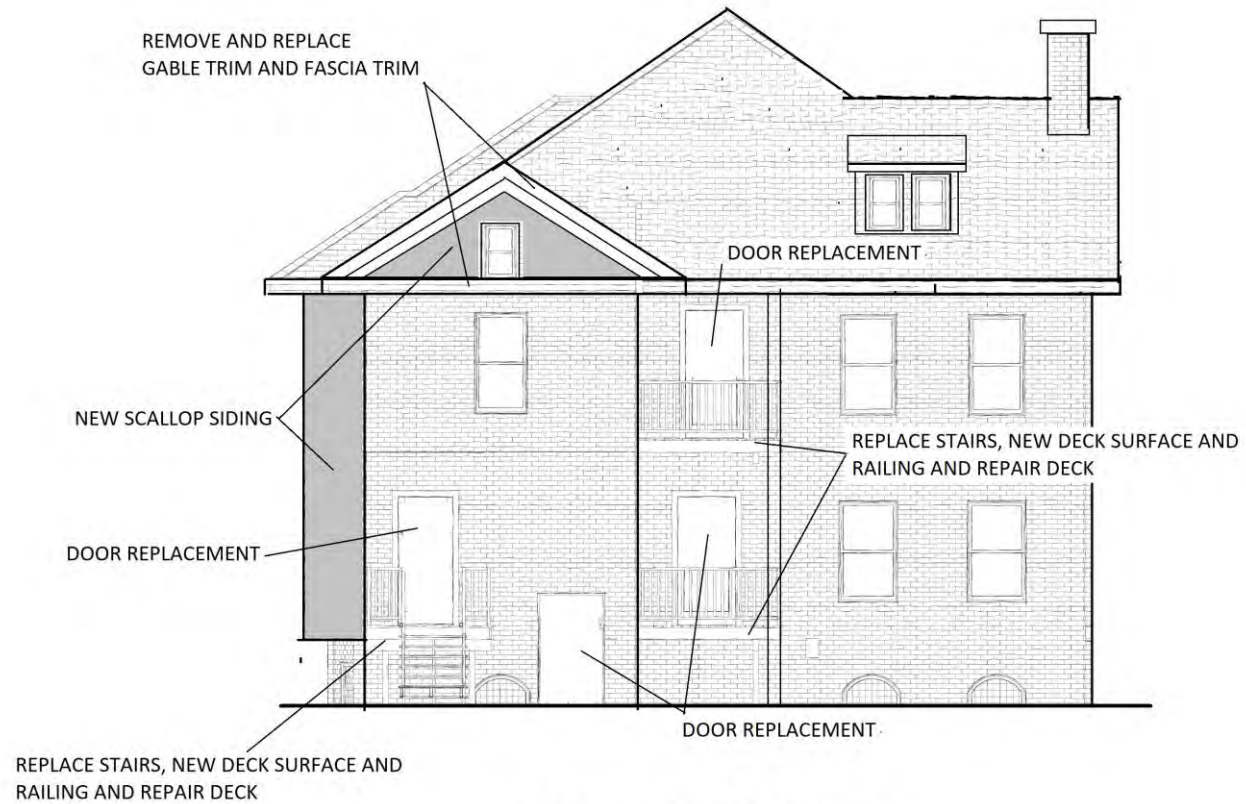 REMOVE AND REPLACE
GABLE TRIM AND FASCIA TRIM
DOOR REPLACEMENT
NEW SCALLOP SIDING
REPLACE STAIRS, NEW DECK SURFACE AND
RAILING AND REPAIR DECK
DOOR REPLACEMENT
DOOR REPLACEMENT
REPLACE STAIRS, NEW DECK SURFACE AND
RAILING AND REPAIR DECK